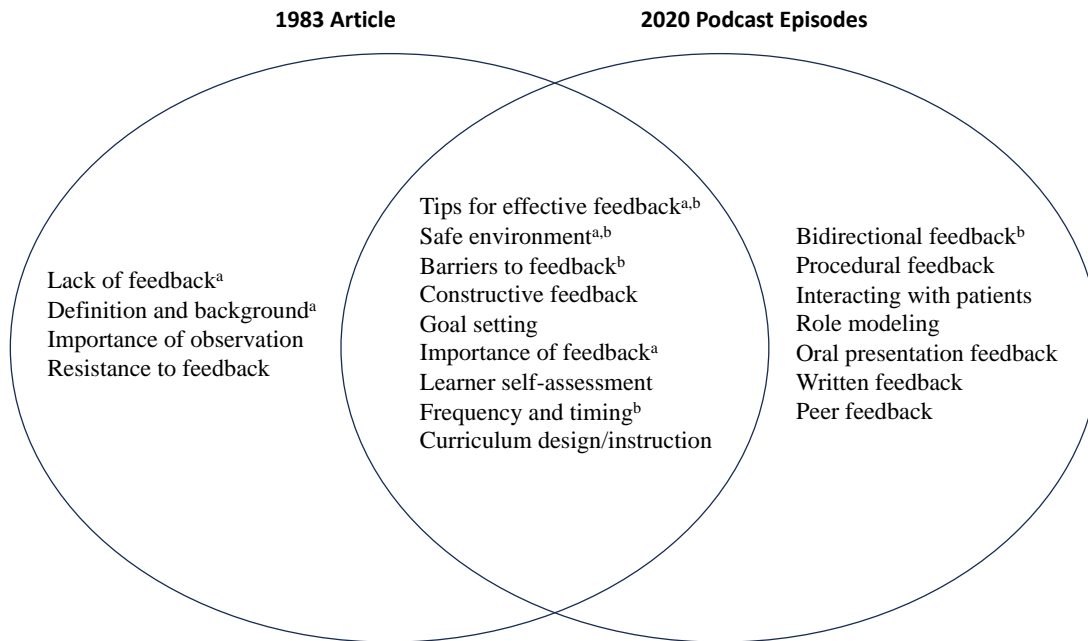 1983 Article
2020 Podcast Episodes
Lack of feedbackᵃ
Definition and backgroundᵃ
Importance of observation
Resistance to feedback
Tips for effective feedbackᵃ,ᵇ
Safe environmentᵃ,ᵇ
Barriers to feedbackᵇ
Constructive feedback
Goal setting
Importance of feedbackᵃ
Learner self-assessment
Frequency and timingᵇ
Curriculum design/instruction
Bidirectional feedbackᵇ
Procedural feedback
Interacting with patients
Role modeling
Oral presentation feedback
Written feedback
Peer feedback